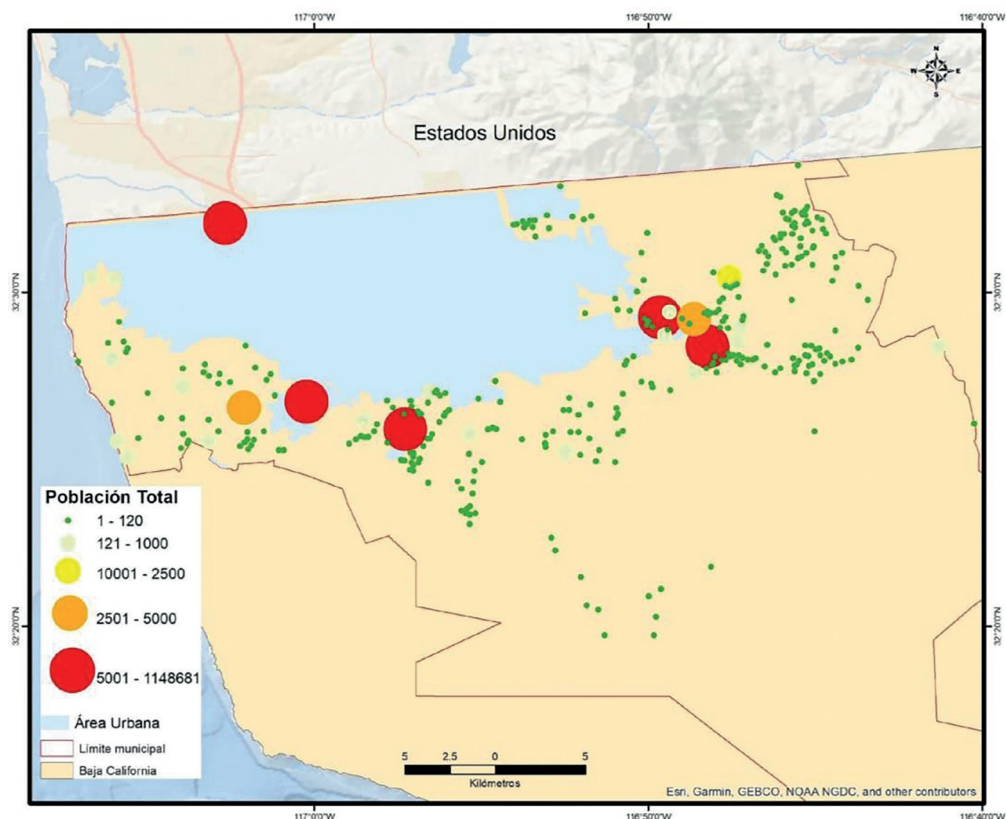 117°0'0"W
116°50'0"W
116°40'0"W
N
W E
S
Estados Unidos
32°30'0"N
32°30'0"N
Población Total
1 - 120
121 - 1000
10001 - 2500
2501 - 5000
5001 - 1148681
Área Urbana
Límite municipal
Baja California
32°20'0"N
32°20'0"N
5 2.5 0 5
Kilómetros
Esri, Garmin, GEBCO, NOAA NGDC, and other contributors
117°0'0"W
116°50'0"W
116°40'0"W